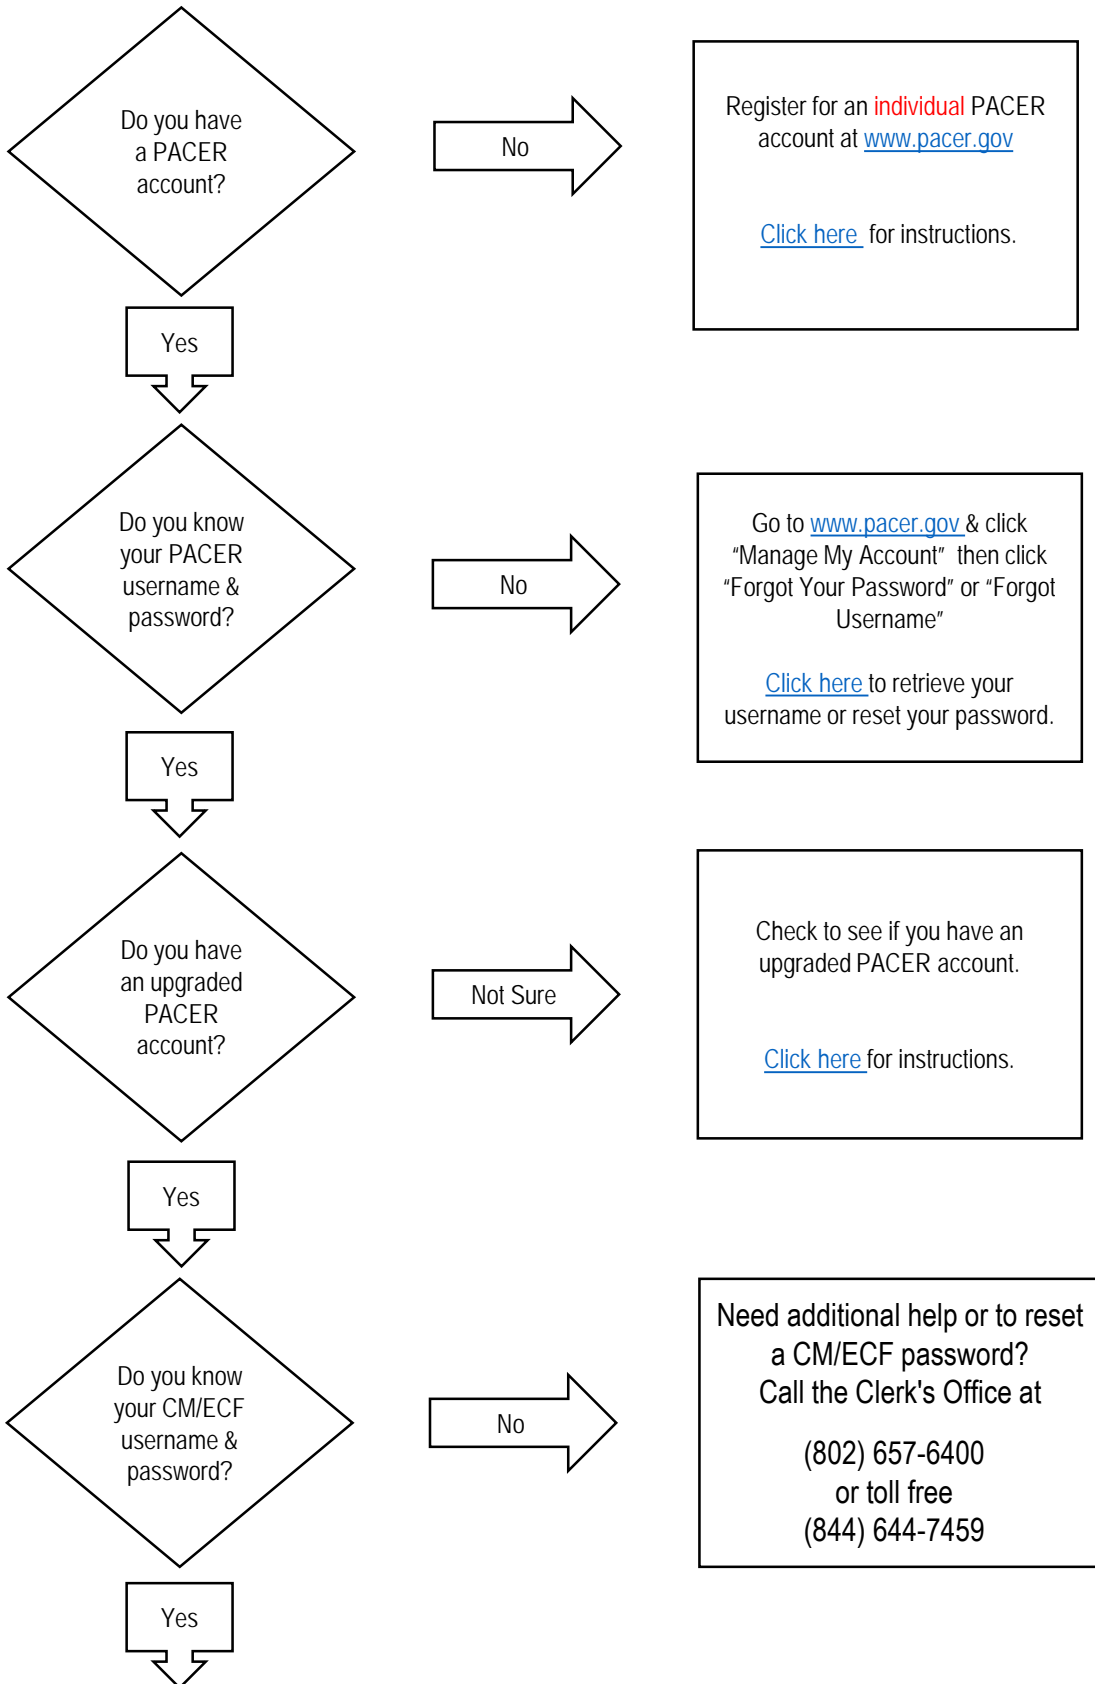 Do you have
a PACER
account?
No
Register for an individual PACER
account at www.pacer.gov
Click here for instructions.
Yes
Do you know
your PACER
username &
password?
No
Go to www.pacer.gov & click
"Manage My Account" then click
"Forgot Your Password" or "Forgot
Username"
Click here to retrieve your
username or reset your password.
Yes
Do you have
an upgraded
PACER
account?
Not Sure
Check to see if you have an
upgraded PACER account.
Click here for instructions.
Yes
Do you know
your CM/ECF
username &
password?
No
Need additional help or to reset
a CM/ECF password?
Call the Clerk's Office at
(802) 657-6400
or toll free
(844) 644-7459
Yes